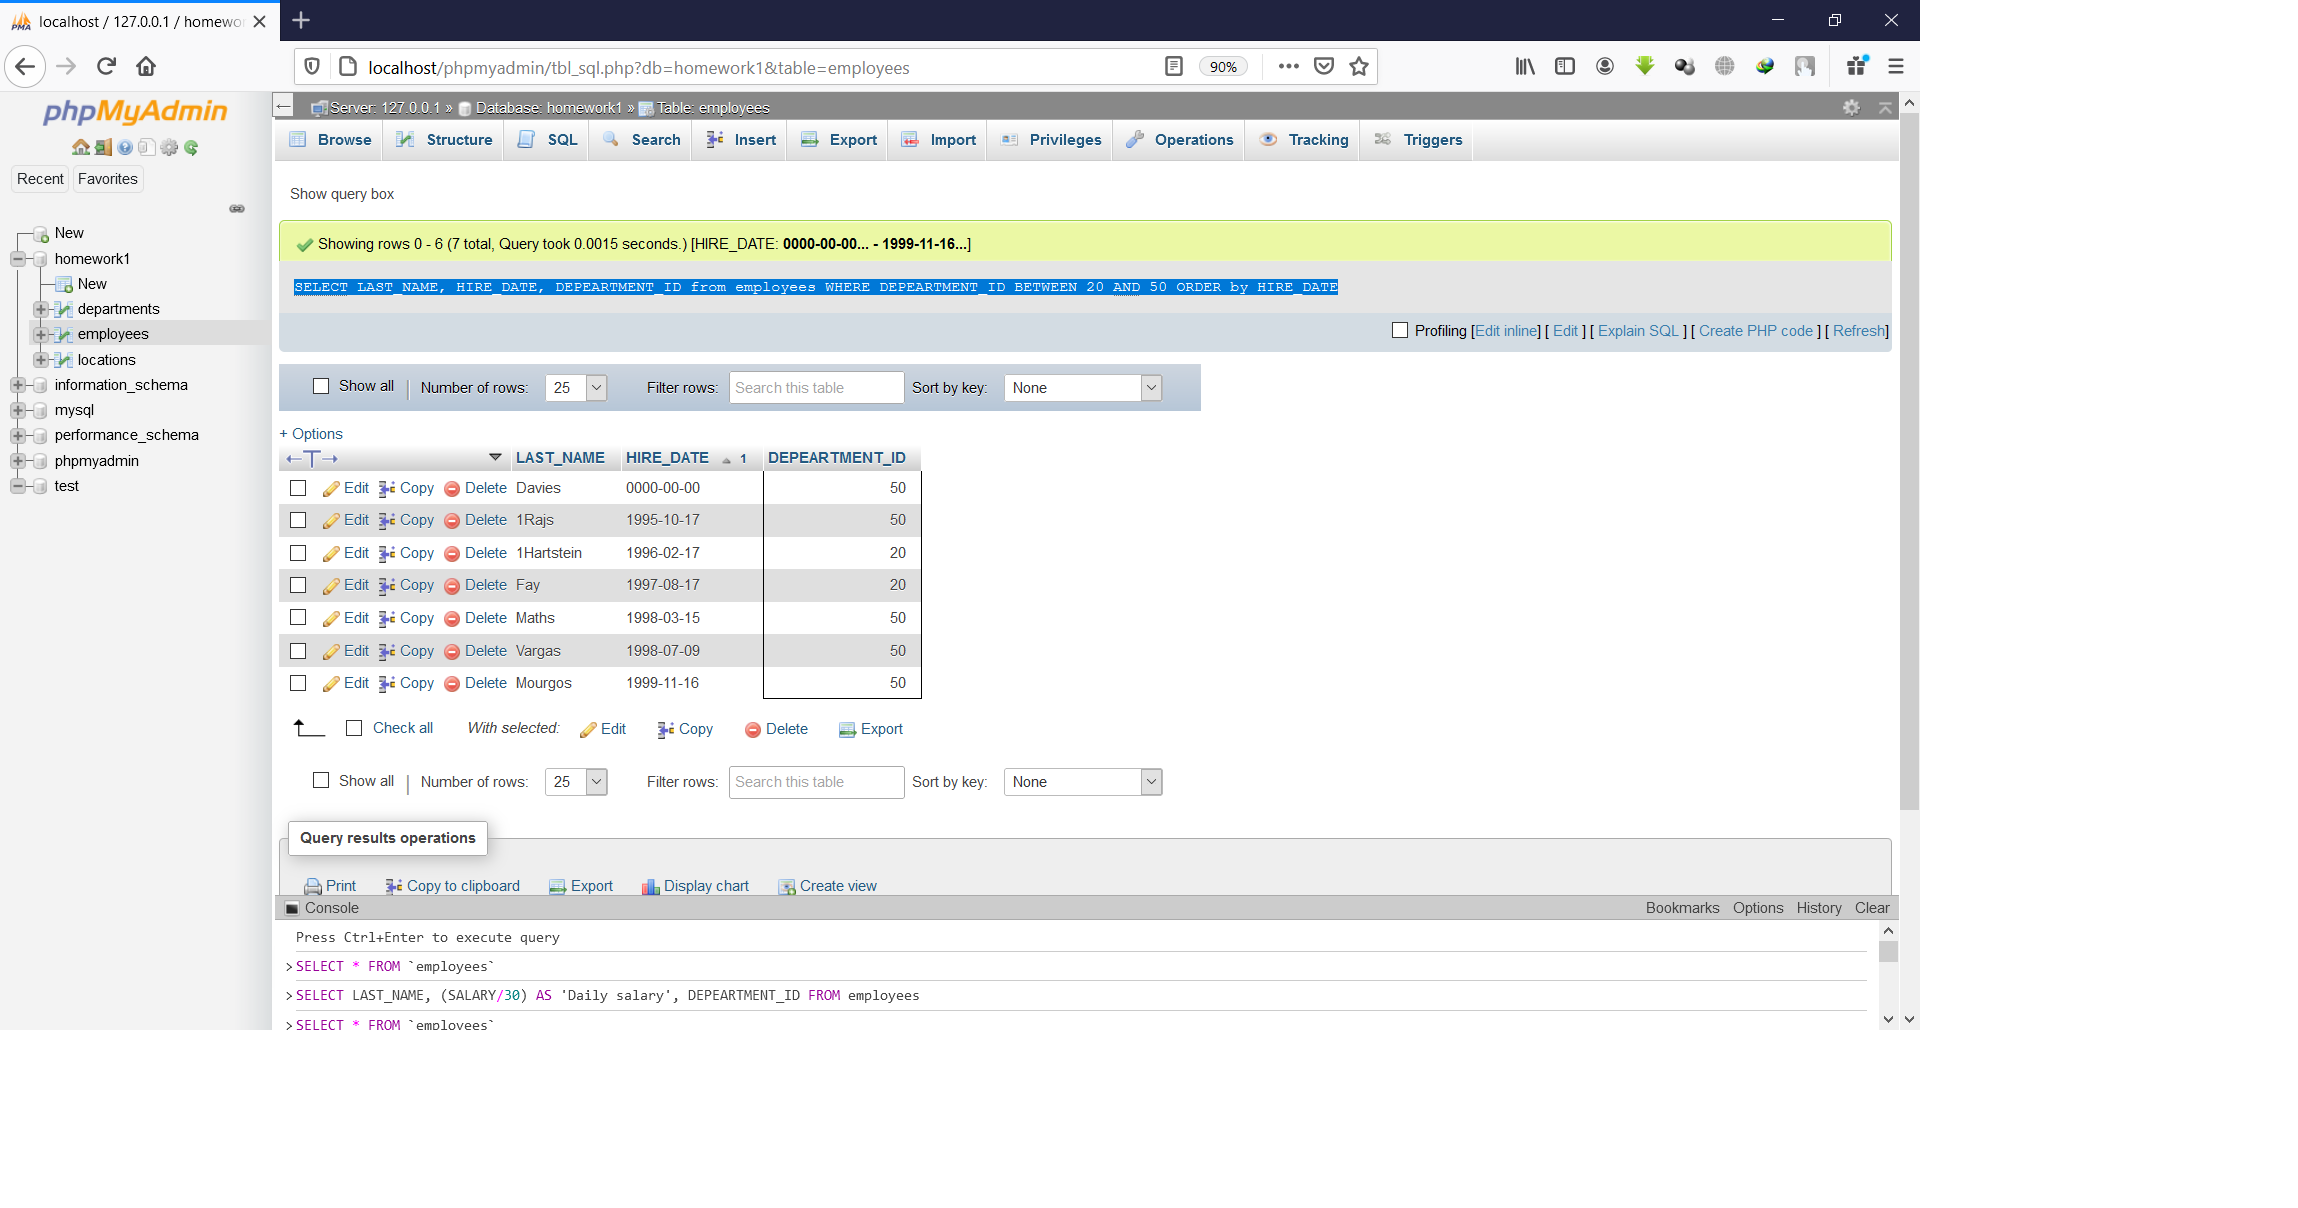 localhost / 127.0.0.1 / homewor
localhost/phpmyadmin/tbl_sql.php?db=homework1&table=employees
90%
phpMyAdmin
Recent Favorites
New
homework1
New
departments
employees
locations
information_schema
mysql
performance_schema
phpmyadmin
test
Server: 127.0.0.1 » Database: homework1 » Table: employees
Browse Structure SQL Search Insert Export Import Privileges Operations Tracking Triggers
Show query box
Showing rows 0 - 6 (7 total, Query took 0.0015 seconds.) [HIRE_DATE: 0000-00-00... - 1999-11-16...]
SELECT LAST_NAME, HIRE_DATE, DEPEARTMENT_ID from employees WHERE DEPEARTMENT_ID BETWEEN 20 AND 50 ORDER by HIRE_DATE
Profiling [Edit inline] [ Edit ] [ Explain SQL ] [ Create PHP code ] [ Refresh]
Show all | Number of rows: 25 Filter rows: Search this table Sort by key: None
+ Options
←T→ LAST_NAME HIRE_DATE 1 DEPEARTMENT_ID
Edit Copy Delete Davies 0000-00-00 50
Edit Copy Delete 1Rajs 1995-10-17 50
Edit Copy Delete 1Hartstein 1996-02-17 20
Edit Copy Delete Fay 1997-08-17 20
Edit Copy Delete Maths 1998-03-15 50
Edit Copy Delete Vargas 1998-07-09 50
Edit Copy Delete Mourgos 1999-11-16 50
Check all With selected: Edit Copy Delete Export
Show all | Number of rows: 25 Filter rows: Search this table Sort by key: None
Query results operations
Print Copy to clipboard Export Display chart Create view
Console Bookmarks Options History Clear
Press Ctrl+Enter to execute query
>SELECT * FROM `employees`
>SELECT LAST_NAME, (SALARY/30) AS 'Daily salary', DEPEARTMENT_ID FROM employees
>SELECT * FROM `employees`